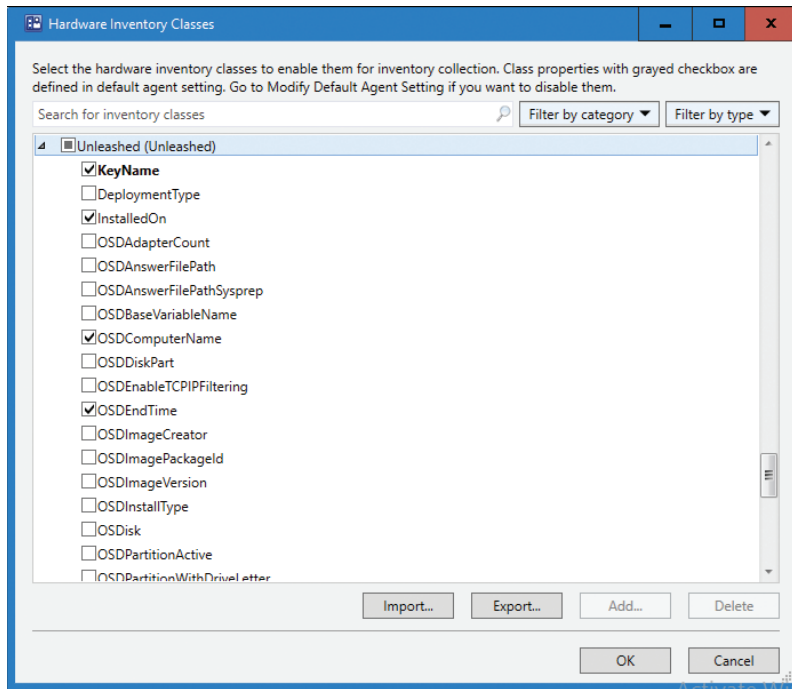 Hardware Inventory Classes
Select the hardware inventory classes to enable them for inventory collection. Class properties with grayed checkbox are
defined in default agent setting. Go to Modify Default Agent Setting if you want to disable them.
Search for inventory classes
Filter by category
Filter by type
Unleashed (Unleashed)
KeyName
DeploymentType
InstalledOn
OSDAdapterCount
OSDAnswerFilePath
OSDAnswerFilePathSysprep
OSDBaseVariableName
OSDComputerName
OSDDiskPart
OSDEnableTCPIPFiltering
OSDEndTime
OSDImageCreator
OSDImagePackageId
OSDImageVersion
OSDInstallType
OSDisk
OSDPartitionActive
OSDPartitionWithDriveLetter
Import...
Export...
Add...
Delete
OK
Cancel